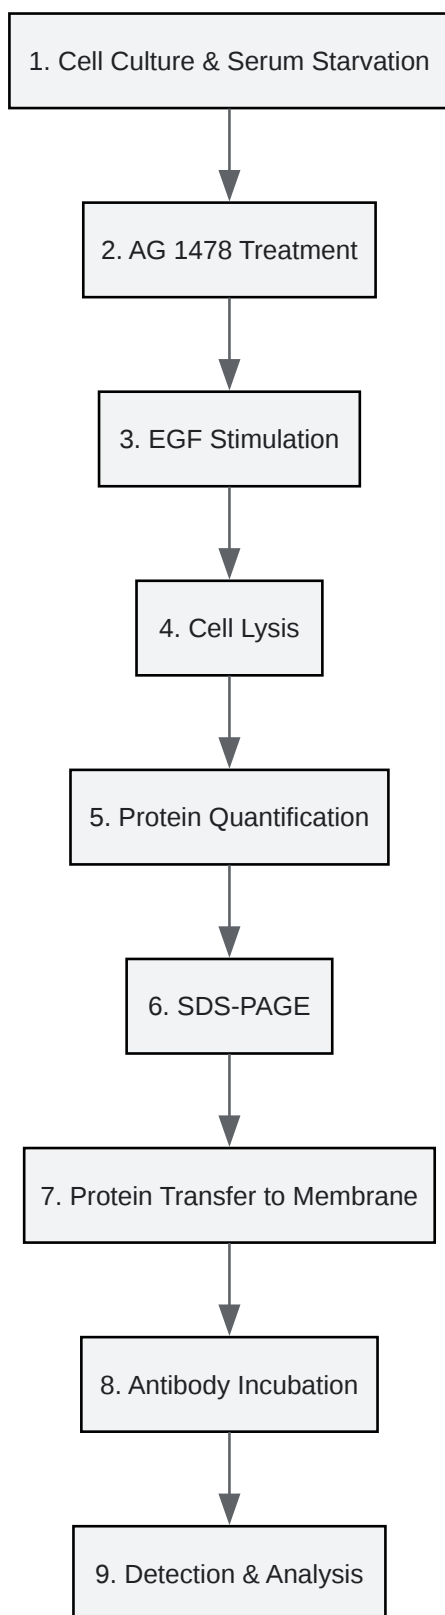 1. Cell Culture & Serum Starvation
2. AG 1478 Treatment
3. EGF Stimulation
4. Cell Lysis
5. Protein Quantification
6. SDS-PAGE
7. Protein Transfer to Membrane
8. Antibody Incubation
9. Detection & Analysis